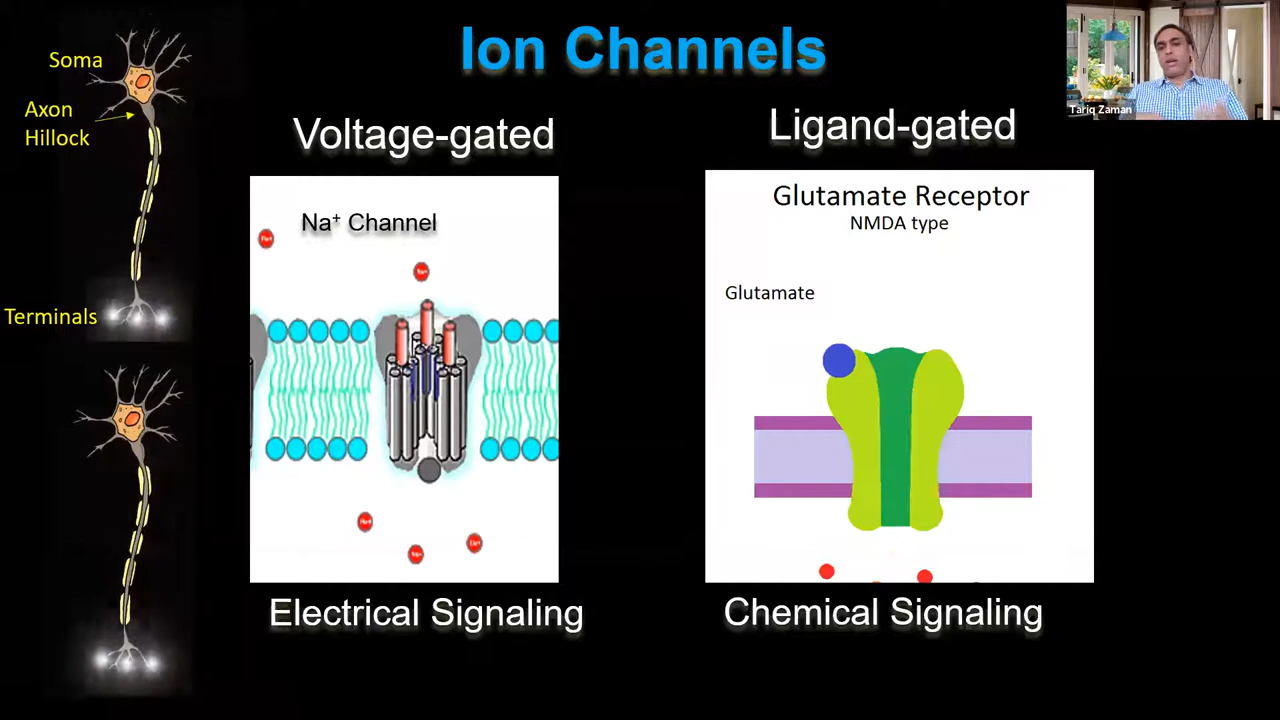 Ion Channels
Soma
Axon
Hillock
Terminals
Voltage-gated
Na⁺ Channel
Electrical Signaling
Ligand-gated
Glutamate Receptor
NMDA type
Glutamate
Chemical Signaling
Tariq Zaman